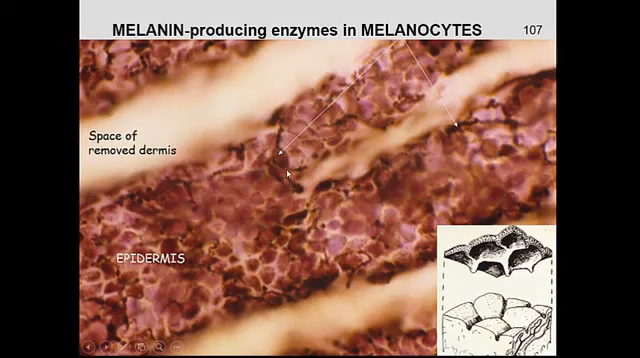 MELANIN-producing enzymes in MELANOCYTES
107
Space of
removed dermis
EPIDERMIS